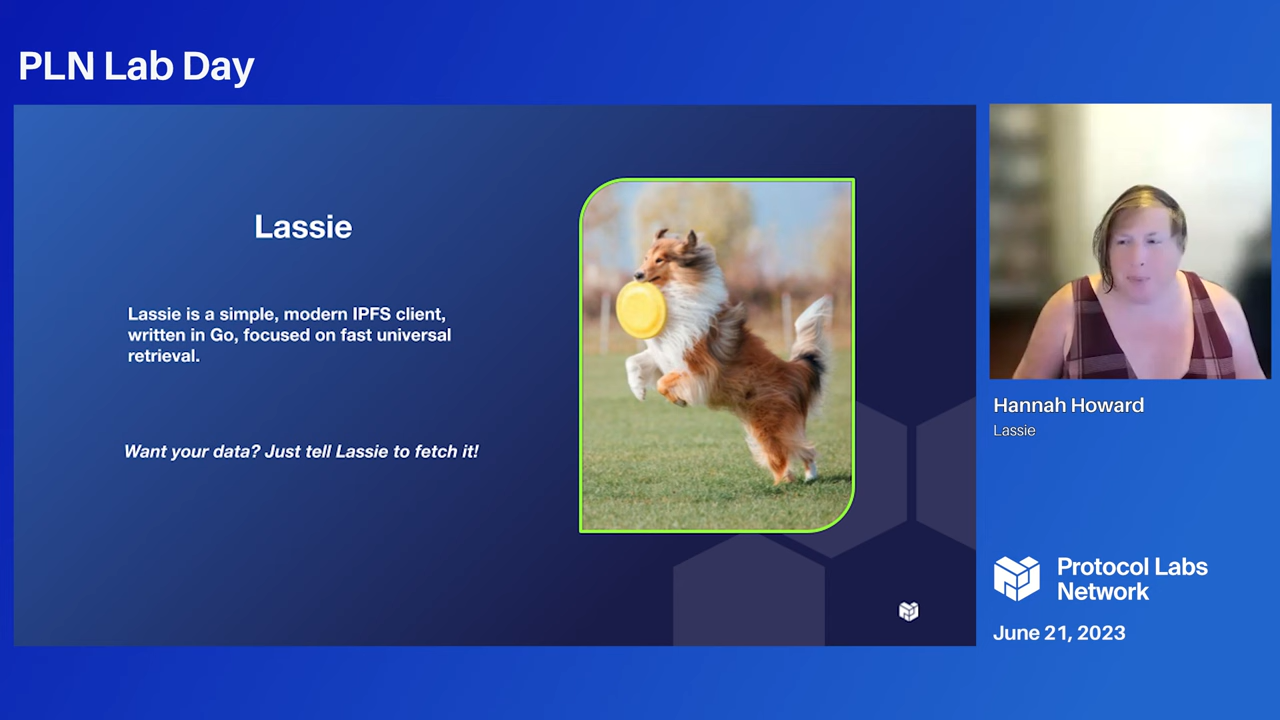 PLN Lab Day
Lassie
Lassie is a simple, modern IPFS client,
written in Go, focused on fast universal
retrieval.
Want your data? Just tell Lassie to fetch it!
Hannah Howard
Lassie
Protocol Labs
Network
June 21, 2023